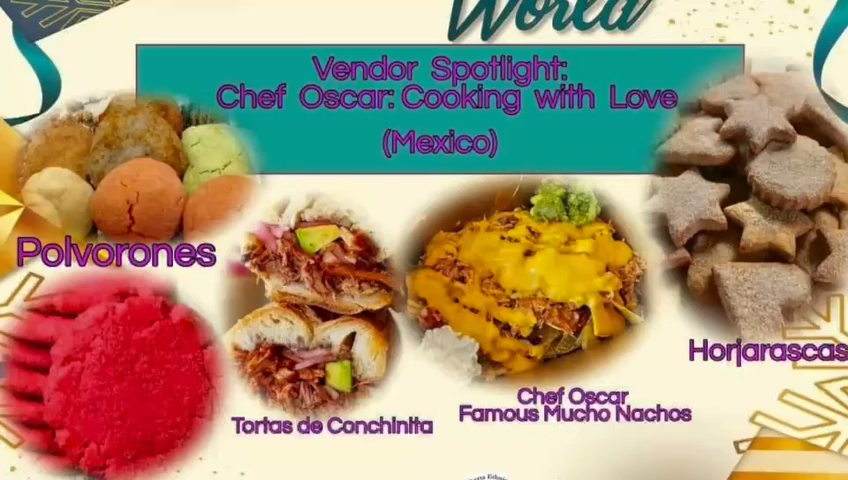 World
Vendor Spotlight:
Chef Oscar: Cooking with Love
(Mexico)
Polvorones
Horjarascas
Chef Oscar
Famous Mucho Nachos
Tortas de Conchinita